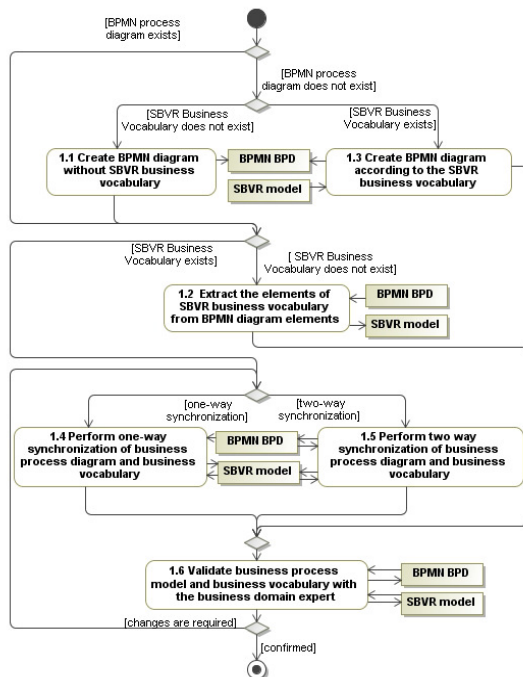 [BPMN process
diagram exists]
[BPMN process
diagram does not exist]
[SBVR Business
Vocabulary does not exist]
[SBVR Business
Vocabulary exists]
1.1 Create BPMN diagram
without SBVR business
vocabulary
BPMN BPD
SBVR model
1.3 Create BPMN diagram
according to the SBVR
business vocabulary
[SBVR Business
Vocabulary exists]
[ SBVR Business
Vocabulary does not exist]
1.2 Extract the elements of
SBVR business vocabulary
from BPMN diagram elements
BPMN BPD
SBVR model
[one-way
synchronization]
[two-way
synchronization]
1.4 Perform one-way
synchronization of business
process diagram and business
vocabulary
BPMN BPD
SBVR model
1.5 Perform two way
synchronization of business
process diagram and business
vocabulary
1.6 Validate business process
model and business vocabulary with
the business domain expert
BPMN BPD
SBVR model
[changes are required]
[confirmed]